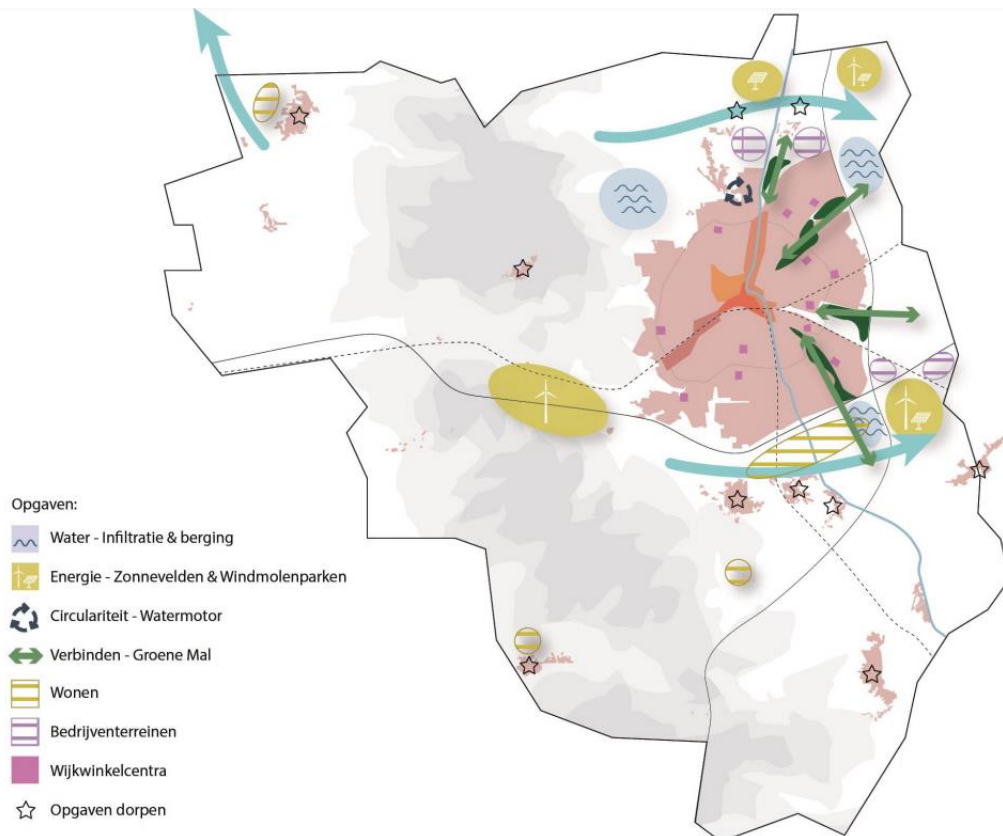 Opgaven:
Water - Infiltratie & berging
Energie - Zonnevelden & Windmolenparken
Circulariteit - Watermotor
Verbinden - Groene Mal
Wonen
Bedrijventerreinen
Wijkwinkelcentra
Opgaven dorpen